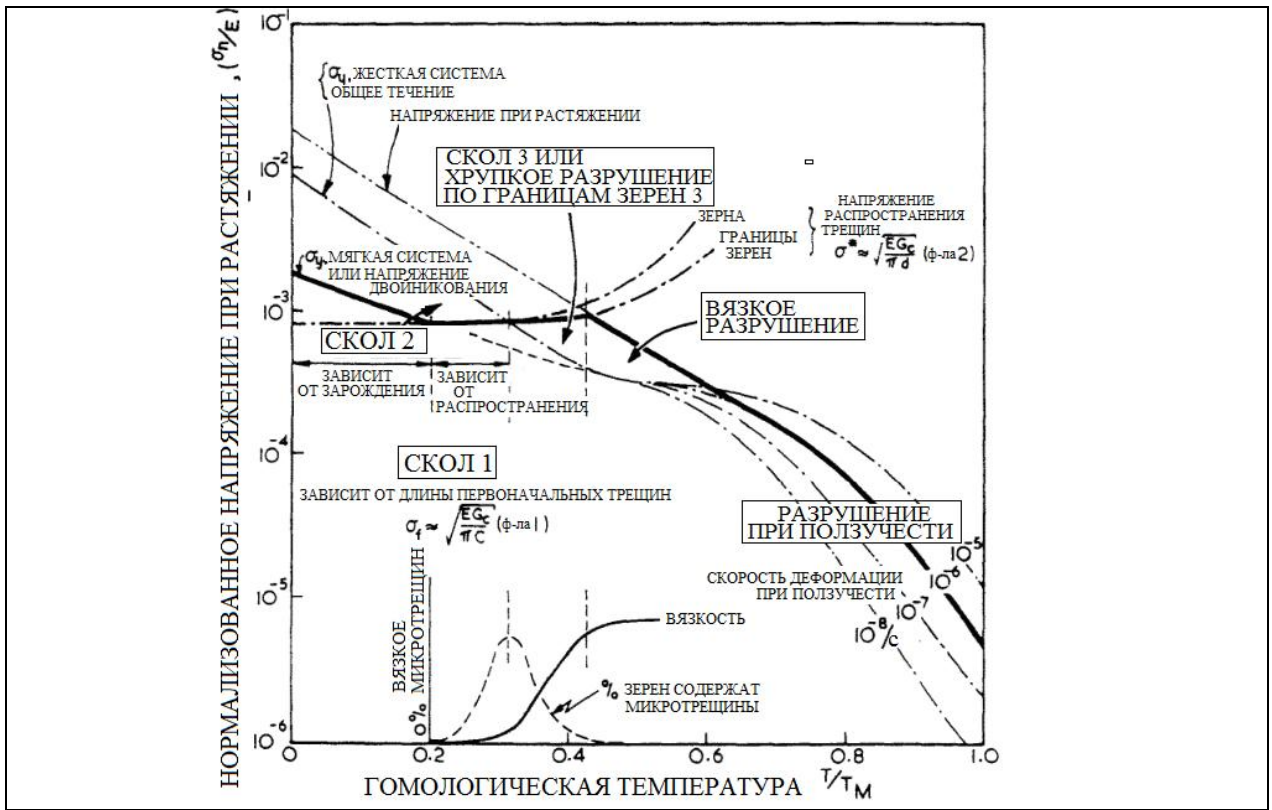 НОРМАЛИЗОВАННОЕ НАПРЯЖЕНИЕ ПРИ РАСТЯЖЕНИИ , (σn/E)
10^-1
10^-2
10^-3
10^-4
10^-5
10^-6
{σy, ЖЕСТКАЯ СИСТЕМА
ОБЩЕЕ ТЕЧЕНИЕ
НАПРЯЖЕНИЕ ПРИ РАСТЯЖЕНИИ
СКОЛ 3 ИЛИ
ХРУПКОЕ РАЗРУШЕНИЕ
ПО ГРАНИЦАМ ЗЕРЕН 3
ЗЕРНА
ГРАНИЦЫ
ЗЕРЕН
НАПРЯЖЕНИЕ
РАСПРОСТРАНЕНИЯ
ТРЕЩИН
σ* ≈ √(EGc/πd) (ф-ла 2)
σy, МЯГКАЯ СИСТЕМА
ИЛИ НАПРЯЖЕНИЕ
ДВОЙНИКОВАНИЯ
ВЯЗКОЕ
РАЗРУШЕНИЕ
СКОЛ 2
ЗАВИСИТ
ОТ ЗАРОЖДЕНИЯ
ЗАВИСИТ
ОТ
РАСПРОСТРАНЕНИЯ
СКОЛ 1
ЗАВИСИТ ОТ ДЛИНЫ ПЕРВОНАЧАЛЬНЫХ ТРЕЩИН
σf ≈ √(EGc/πC) (ф-ла 1)
РАЗРУШЕНИЕ
ПРИ ПОЛЗУЧЕСТИ
СКОРОСТЬ ДЕФОРМАЦИИ
ПРИ ПОЛЗУЧЕСТИ
10^-5
10^-6
10^-7
10^-8/с
0% ВЯЗКОЕ
МИКРОТРЕЩИН
ВЯЗКОСТЬ
% ЗЕРЕН СОДЕРЖАТ
МИКРОТРЕЩИНЫ
0 0.2 0.4 0.6 0.8 1.0
ГОМОЛОГИЧЕСКАЯ ТЕМПЕРАТУРА T/TM